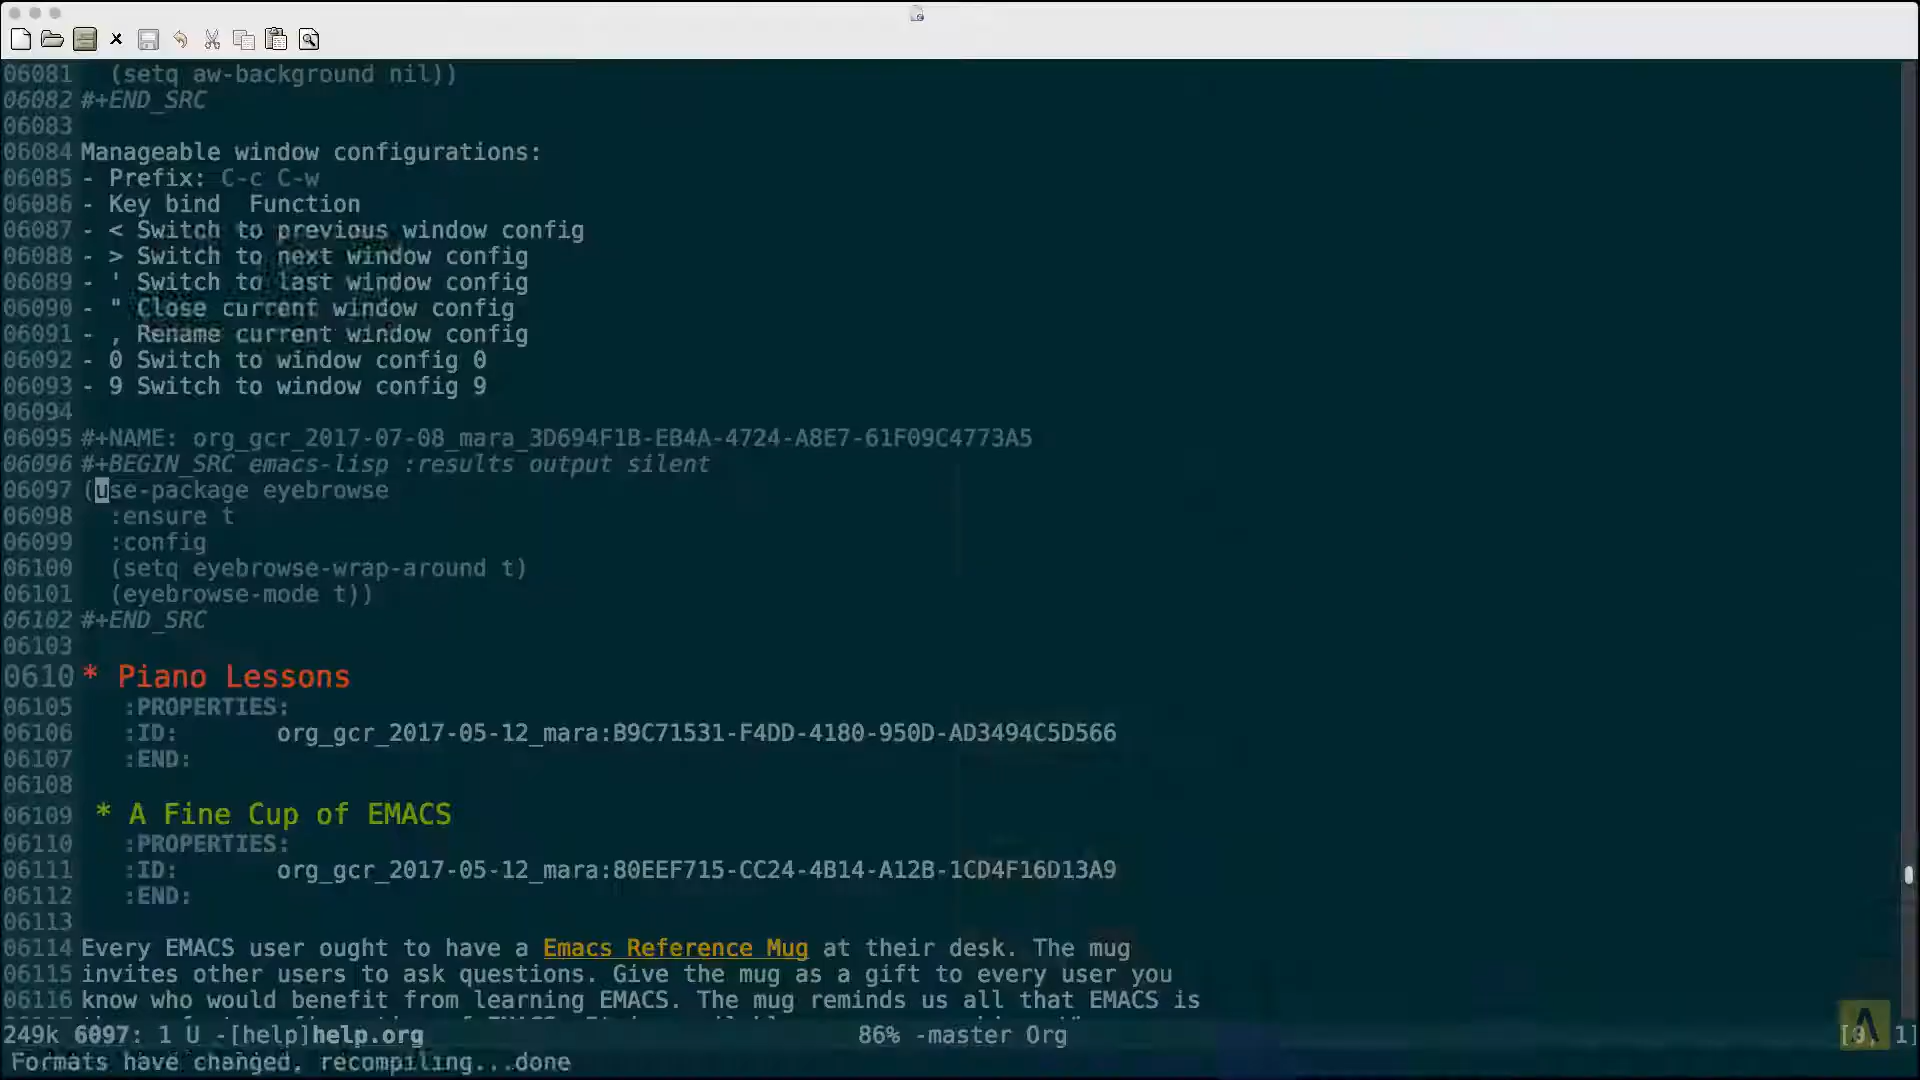 06081   (setq aw-background nil))
06082 #+END_SRC
06083
06084 Manageable window configurations:
06085 - Prefix: C-c C-w
06086 - Key bind  Function
06087 - < Switch to previous window config
06088 - > Switch to next window config
06089 - ' Switch to last window config
06090 - " Close current window config
06091 - , Rename current window config
06092 - 0 Switch to window config 0
06093 - 9 Switch to window config 9
06094
06095 #+NAME: org_gcr_2017-07-08_mara_3D694F1B-EB4A-4724-A8E7-61F09C4773A5
06096 #+BEGIN_SRC emacs-lisp :results output silent
06097 (use-package eyebrowse
06098   :ensure t
06099   :config
06100   (setq eyebrowse-wrap-around t)
06101   (eyebrowse-mode t))
06102 #+END_SRC
06103
0610 * Piano Lessons
06105    :PROPERTIES:
06106    :ID:       org_gcr_2017-05-12_mara:B9C71531-F4DD-4180-950D-AD3494C5D566
06107    :END:
06108
06109  * A Fine Cup of EMACS
06110    :PROPERTIES:
06111    :ID:       org_gcr_2017-05-12_mara:80EEF715-CC24-4B14-A12B-1CD4F16D13A9
06112    :END:
06113
06114 Every EMACS user ought to have a Emacs Reference Mug at their desk. The mug
06115 invites other users to ask questions. Give the mug as a gift to every user you
06116 know who would benefit from learning EMACS. The mug reminds us all that EMACS is
249k 6097: 1 U -[help]help.org 86% -master Org
Formats have changed, recompiling...done